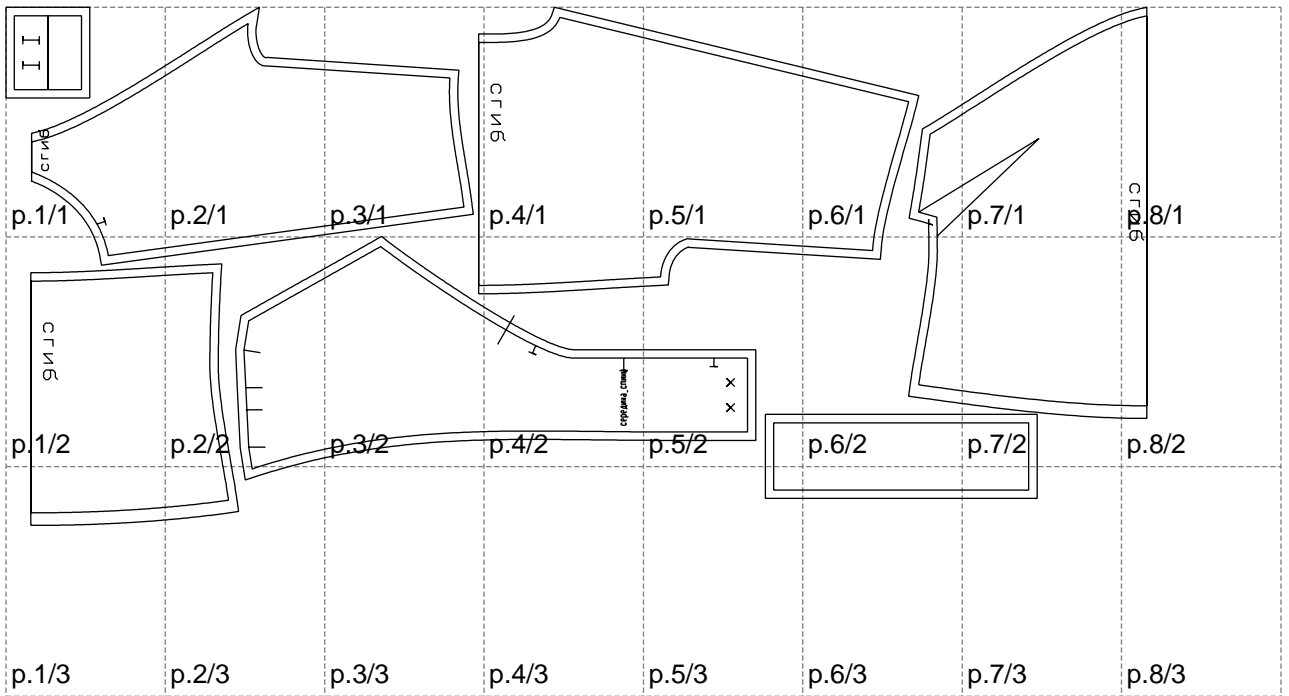 сгиб
сгиб
сгиб
p.1/1
p.2/1
p.3/1
p.4/1
p.5/1
p.6/1
p.7/1
p.8/1
сгиб
середина_спины
p.1/2
p.2/2
p.3/2
p.4/2
p.5/2
p.6/2
p.7/2
p.8/2
p.1/3
p.2/3
p.3/3
p.4/3
p.5/3
p.6/3
p.7/3
p.8/3